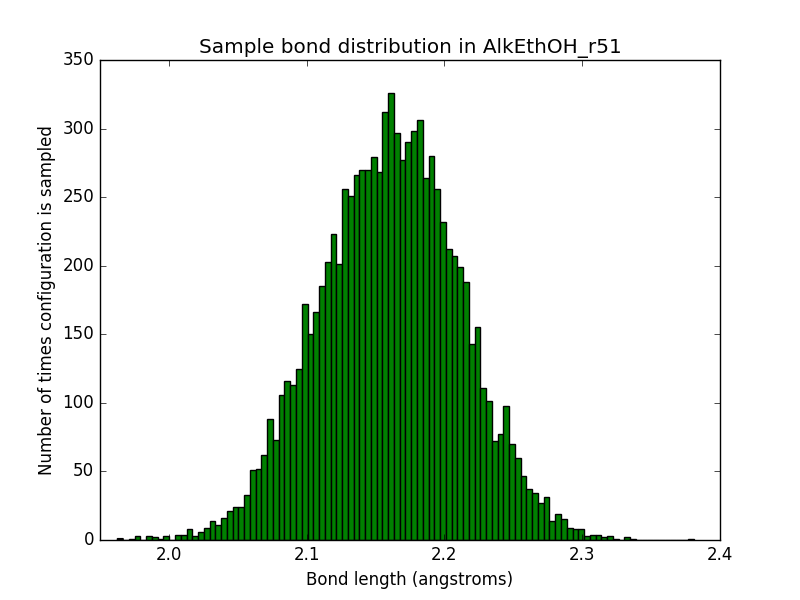 Sample bond distribution in AlkEthOH_r51
350
300
250
200
150
100
50
0
Number of times configuration is sampled
2.0 2.1 2.2 2.3 2.4
Bond length (angstroms)